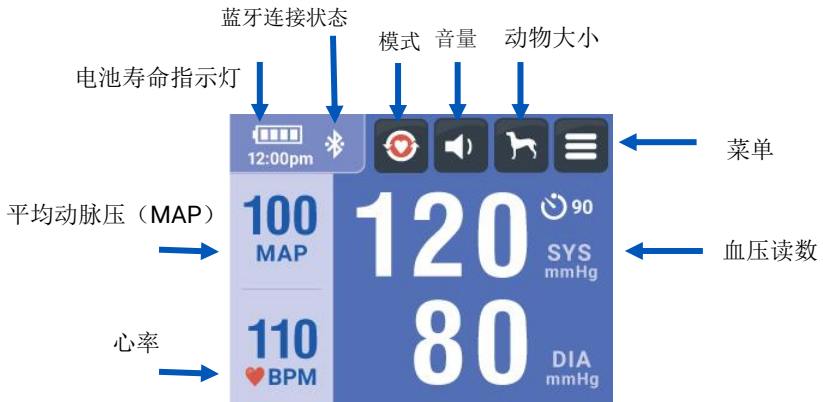 蓝牙连接状态
模式
音量
动物大小
电池寿命指示灯
12:00pm
菜单
平均动脉压（MAP）
100
MAP
120
90
SYS
mmHg
血压读数
心率
110
BPM
80
DIA
mmHg